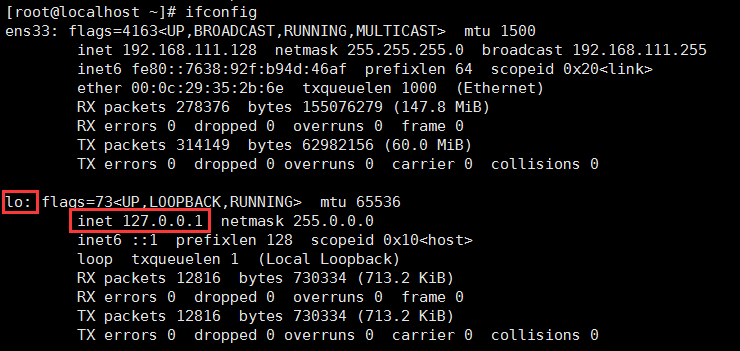 [root@localhost ~]# ifconfig
ens33: flags=4163<UP,BROADCAST,RUNNING,MULTICAST>  mtu 1500
        inet 192.168.111.128  netmask 255.255.255.0  broadcast 192.168.111.255
        inet6 fe80::7638:92f:b94d:46af  prefixlen 64  scopeid 0x20<link>
        ether 00:0c:29:35:2b:6e  txqueuelen 1000  (Ethernet)
        RX packets 278376  bytes 155076279 (147.8 MiB)
        RX errors 0  dropped 0  overruns 0  frame 0
        TX packets 314149  bytes 62982156 (60.0 MiB)
        TX errors 0  dropped 0 overruns 0  carrier 0  collisions 0
lo: flags=73<UP,LOOPBACK,RUNNING>  mtu 65536
        inet 127.0.0.1  netmask 255.0.0.0
        inet6 ::1  prefixlen 128  scopeid 0x10<host>
        loop  txqueuelen 1  (Local Loopback)
        RX packets 12816  bytes 730334 (713.2 KiB)
        RX errors 0  dropped 0  overruns 0  frame 0
        TX packets 12816  bytes 730334 (713.2 KiB)
        TX errors 0  dropped 0 overruns 0  carrier 0  collisions 0